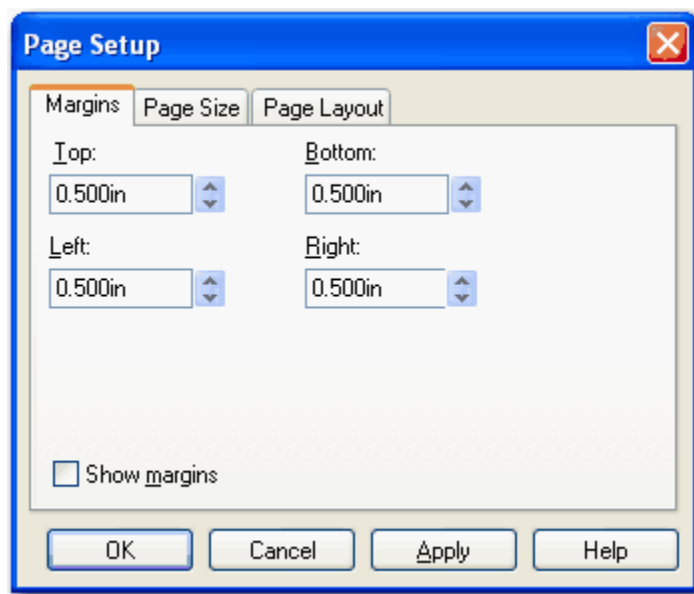 Page Setup
Margins Page Size Page Layout
Top: Bottom:
0.500in 0.500in
Left: Right:
0.500in 0.500in
Show margins
OK Cancel Apply Help